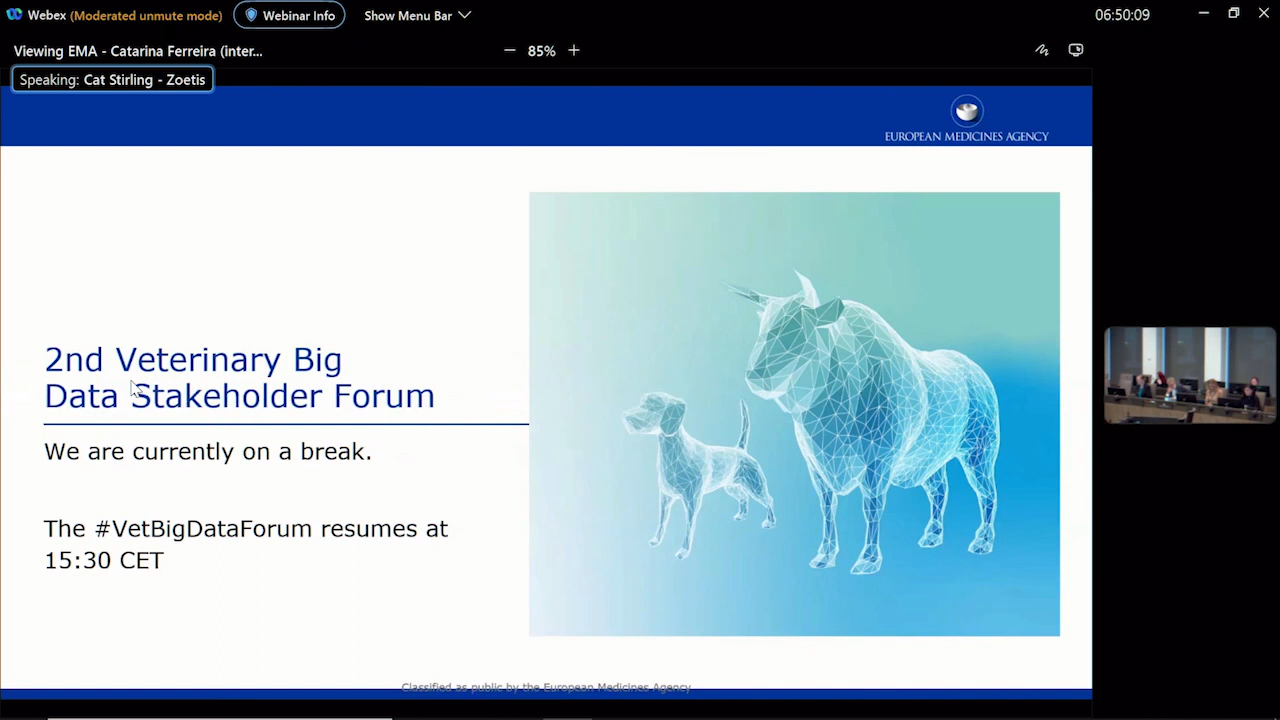 Webex (Moderated unmute mode) Webinar Info Show Menu Bar 06:50:09
Viewing EMA - Catarina Ferreira (inter... 85%
Speaking: Cat Stirling - Zoetis
EUROPEAN MEDICINES AGENCY
2nd Veterinary Big
Data Stakeholder Forum
We are currently on a break.
The #VetBigDataForum resumes at
15:30 CET
Classified as public by the European Medicines Agency